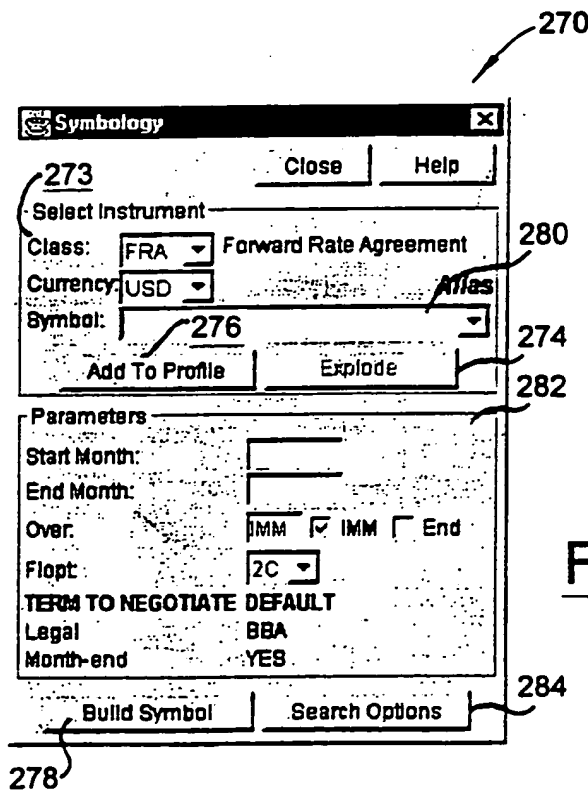 270
Symbology
Close Help
273
Select Instrument
Class: FRA Forward Rate Agreement
280
Currency: USD Atlas
Symbol:
276
274
Add To Profile Explode
282
Parameters
Start Month:
End Month:
Over: IMM IMM End
Flopt: 2C
F
TERM TO NEGOTIATE DEFAULT
Legal BBA
Month-end YES
284
Build Symbol Search Options
278